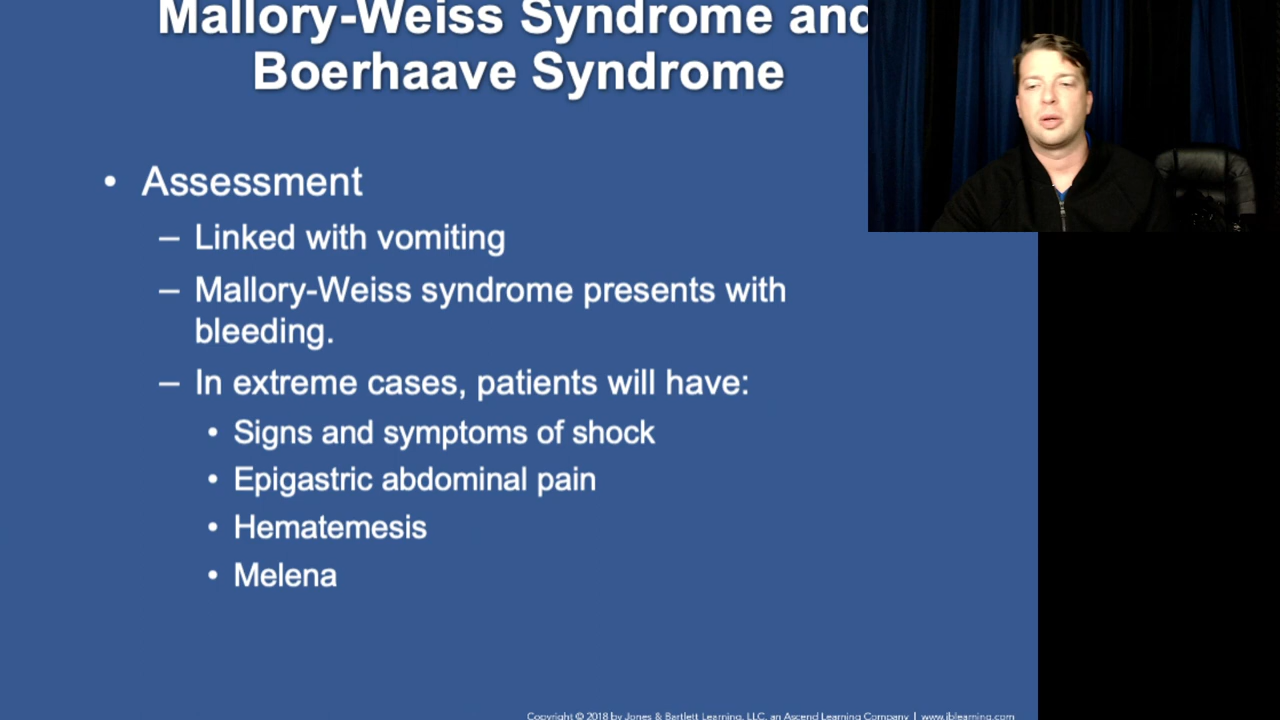 Mallory-Weiss Syndrome and
Boerhaave Syndrome
• Assessment
– Linked with vomiting
– Mallory-Weiss syndrome presents with
bleeding.
– In extreme cases, patients will have:
• Signs and symptoms of shock
• Epigastric abdominal pain
• Hematemesis
• Melena
Copyright © 2018 by Jones & Bartlett Learning, LLC, an Ascend Learning Company | www.jblearning.com